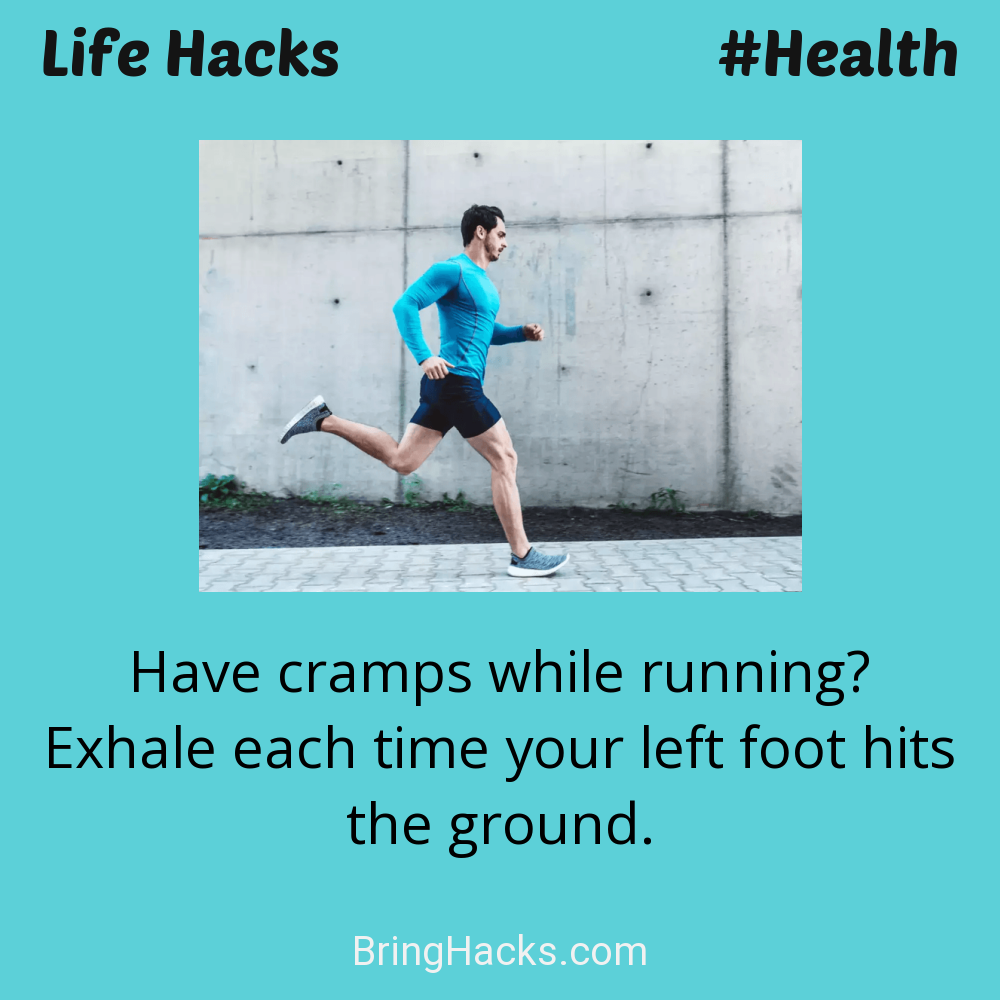 Life Hacks
#Health
Have cramps while running?
Exhale each time your left foot hits
the ground.
BringHacks.com